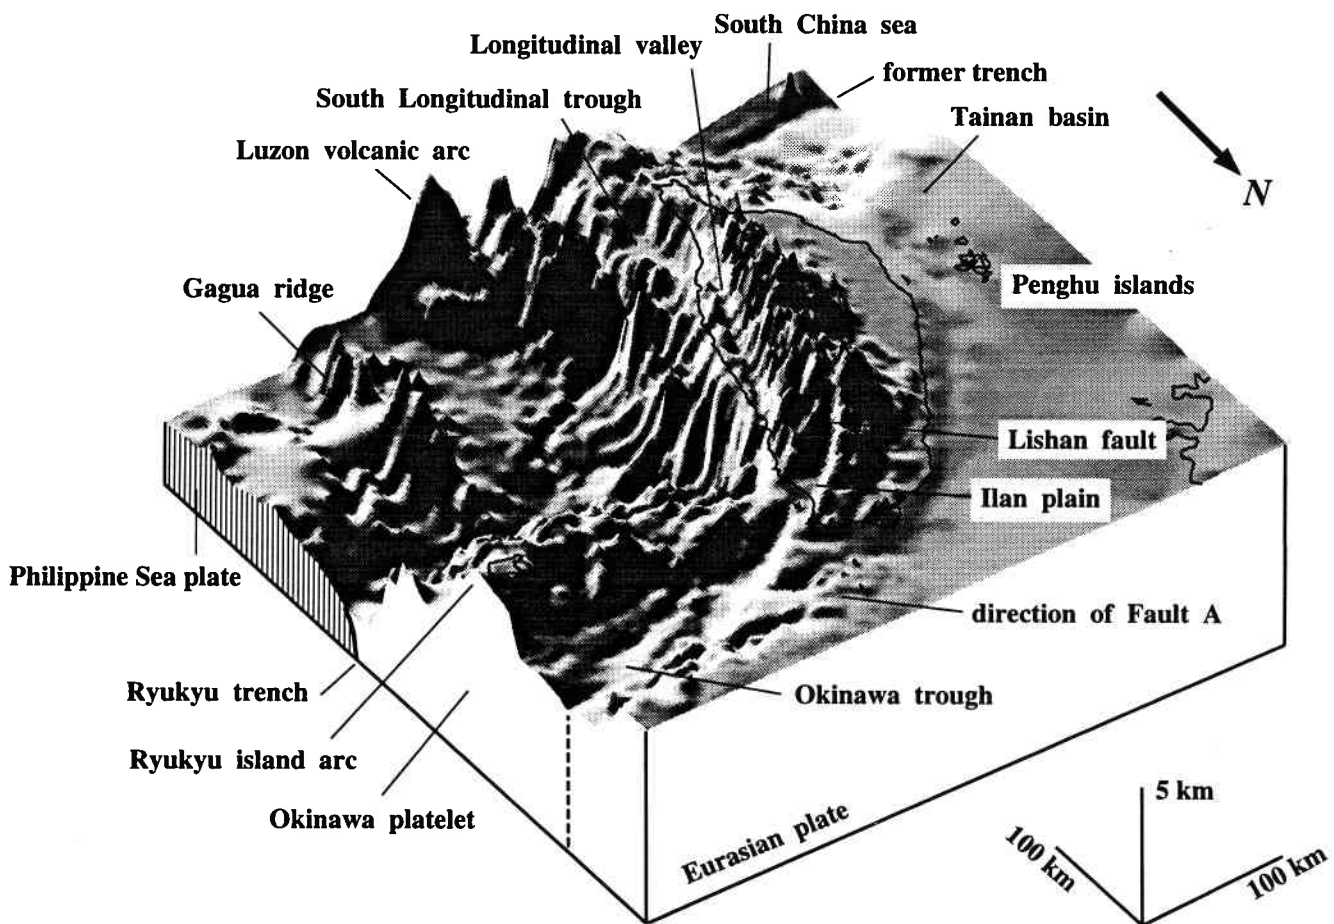 South China sea
Longitudinal valley
former trench
South Longitudinal trough
Tainan basin
Luzon volcanic arc
N
Gagua ridge
Penghu islands
Lishan fault
Ilan plain
Philippine Sea plate
direction of Fault A
Ryukyu trench
Okinawa trough
Ryukyu island arc
Okinawa platelet
Eurasian plate
5 km
100 km
100 km